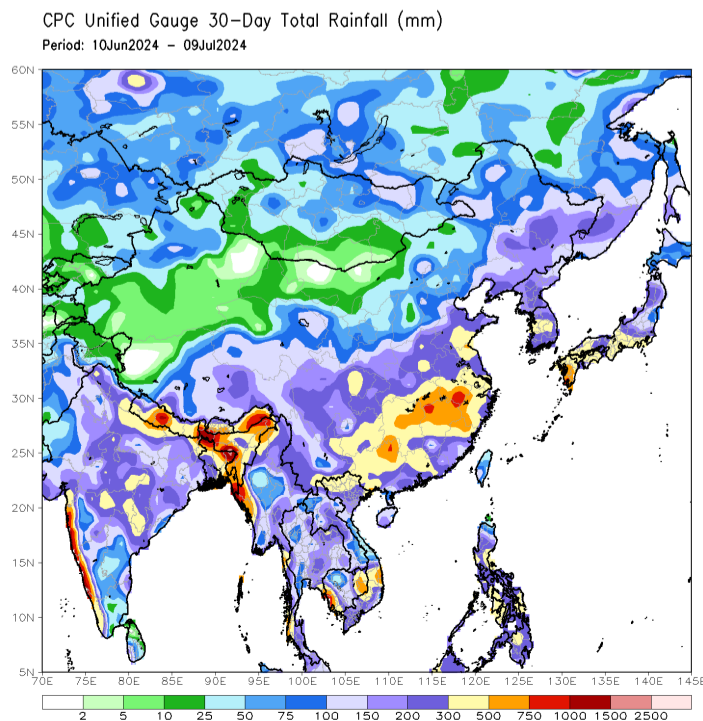 CPC Unified Gauge 30-Day Total Rainfall (mm)
Period: 10Jun2024 - 09Jul2024
60N
55N
50N
45N
40N
35N
30N
25N
20N
15N
10N
5N
70E 75E 80E 85E 90E 95E 100E 105E 110E 115E 120E 125E 130E 135E 140E 145E
2 5 10 25 50 75 100 150 200 300 500 750 1000 1500 2500